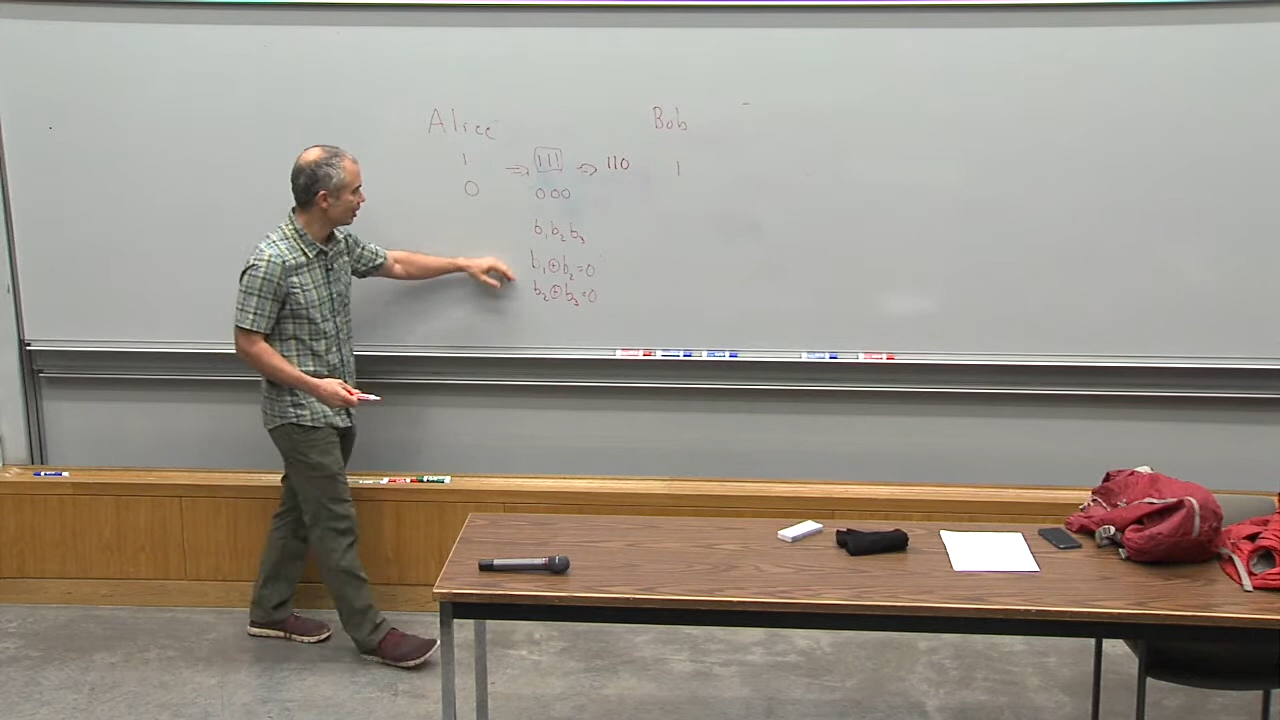 Alice Bob
1 ⇒ 111 ⇒ 110 1
0 000
b₁b₂b₃
b₁⊕b₂=0
b₂⊕b₃=0